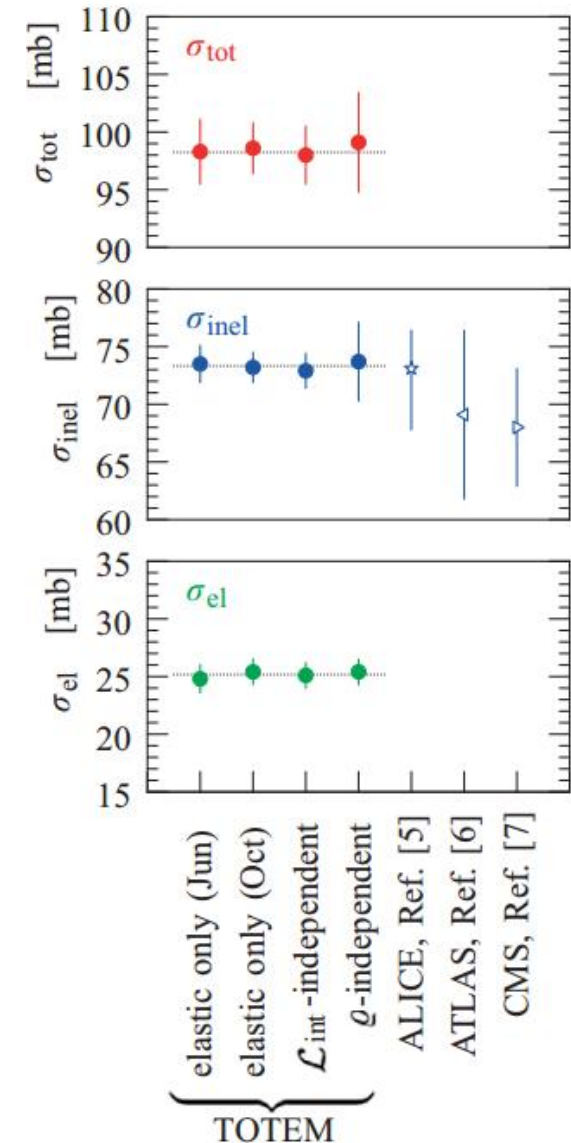 110
105
100
95
90
σtot [mb]
σtot
80
75
70
65
60
σinel [mb]
σinel
35
30
25
20
15
σel [mb]
σel
elastic only (Jun)
elastic only (Oct)
ℒint -independent
ϱ-independent
ALICE, Ref. [5]
ATLAS, Ref. [6]
CMS, Ref. [7]
TOTEM